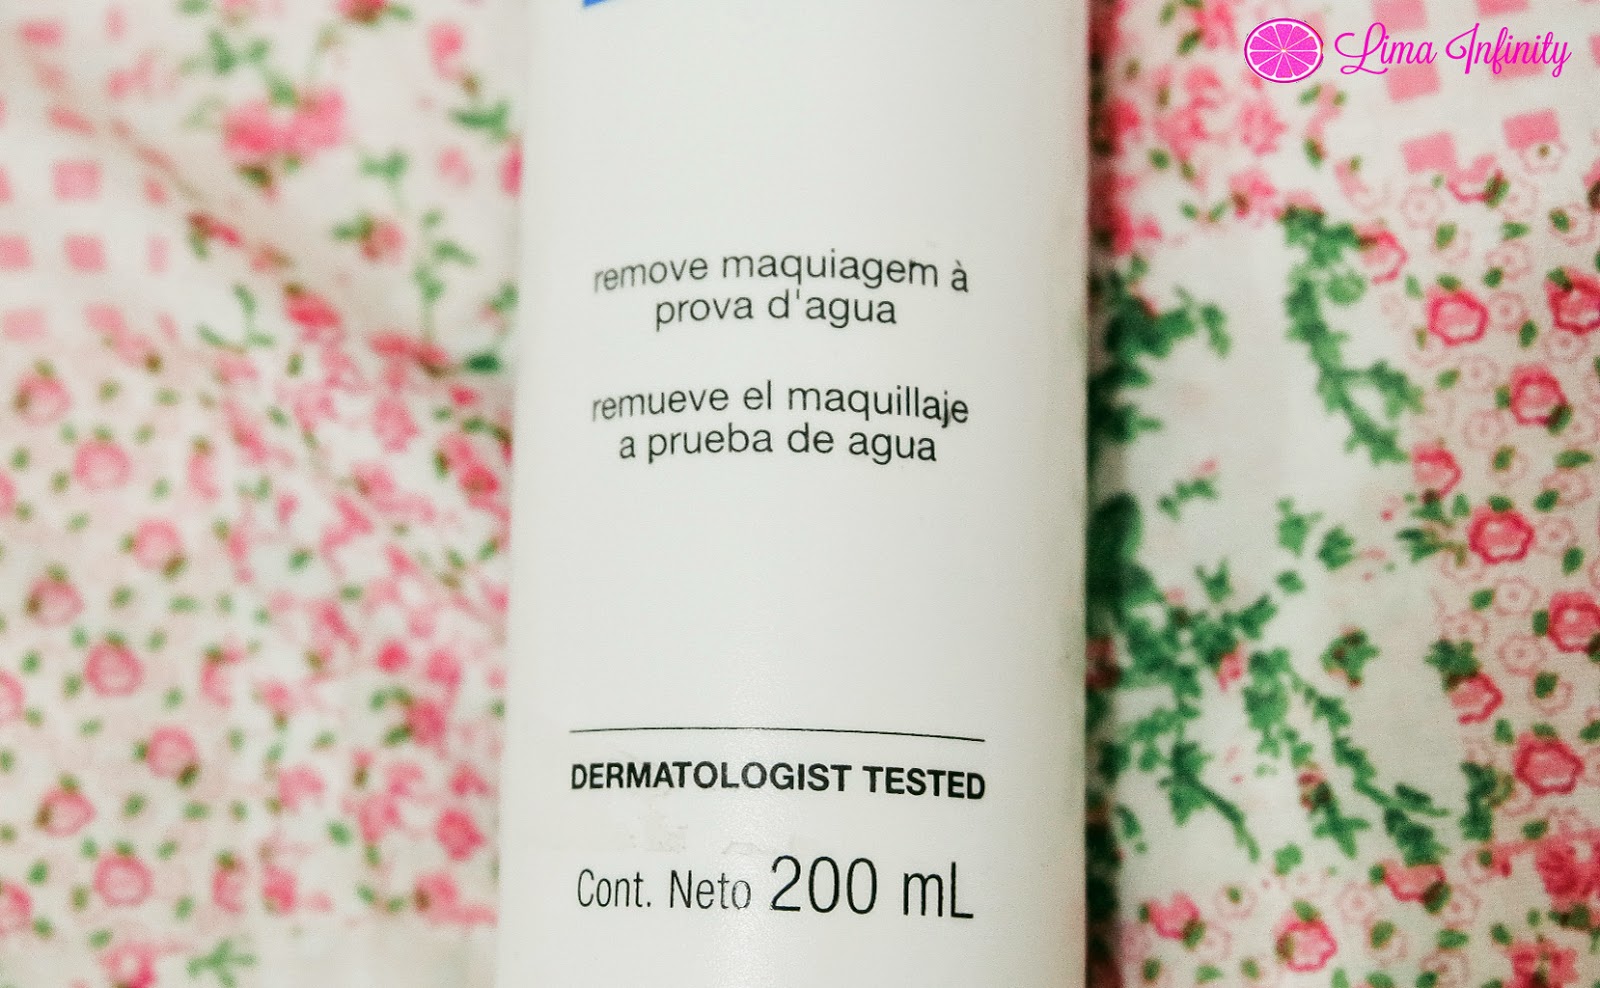 Lima Infinity
remove maquiagem à
prova d'agua
remueve el maquillaje
a prueba de agua
DERMATOLOGIST TESTED
Cont. Neto 200 mL